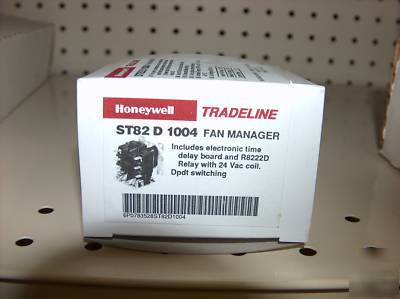 Honeywell TRADELINE
ST82 D 1004 FAN MANAGER
Includes electronic time
delay board and R8222D
Relay with 24 Vac coil.
Dpdt switching
6P0783528ST82D1004